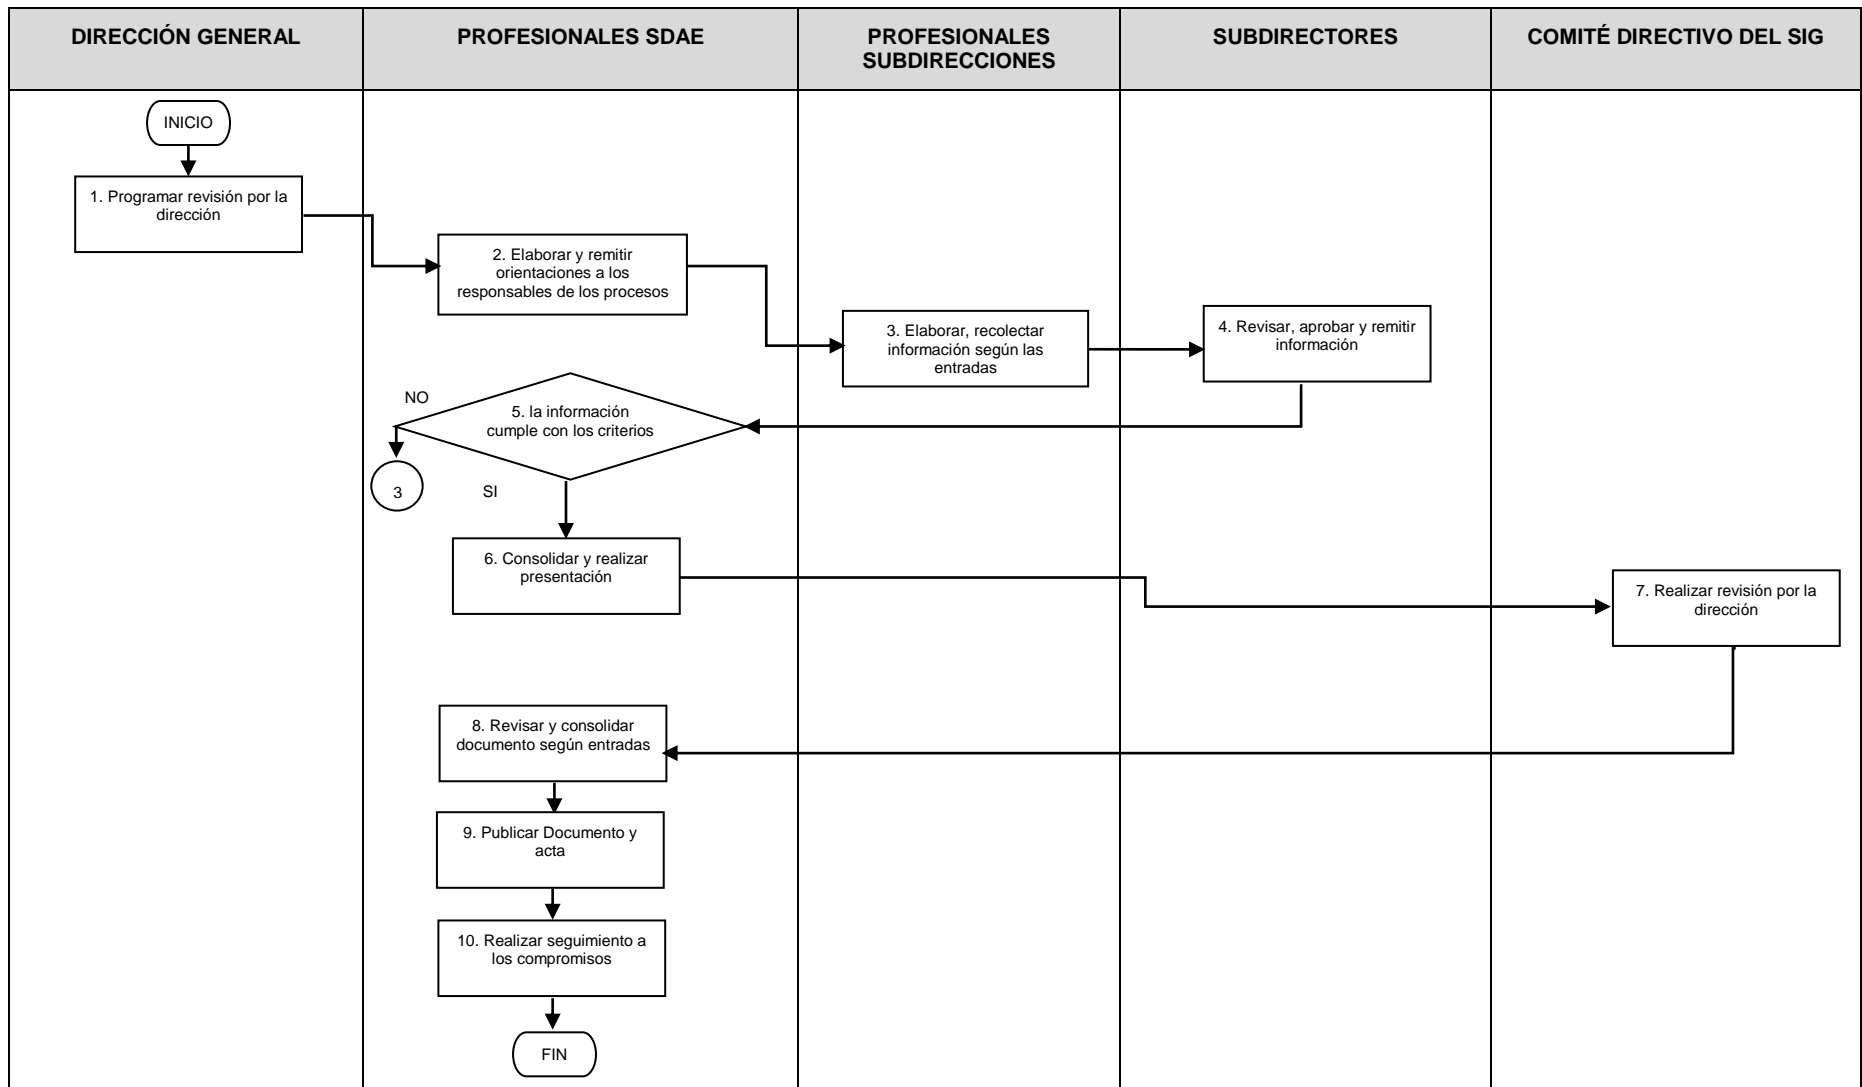 DIRECCIÓN GENERAL
PROFESIONALES SDAE
PROFESIONALES
SUBDIRECCIONES
SUBDIRECTORES
COMITÉ DIRECTIVO DEL SIG
INICIO
1. Programar revisión por la
dirección
2. Elaborar y remitir
orientaciones a los
responsables de los procesos
3. Elaborar, recolectar
información según las
entradas
4. Revisar, aprobar y remitir
información
NO
5. la información
cumple con los criterios
3
SI
6. Consolidar y realizar
presentación
7. Realizar revisión por la
dirección
8. Revisar y consolidar
documento según entradas
9. Publicar Documento y
acta
10. Realizar seguimiento a
los compromisos
FIN